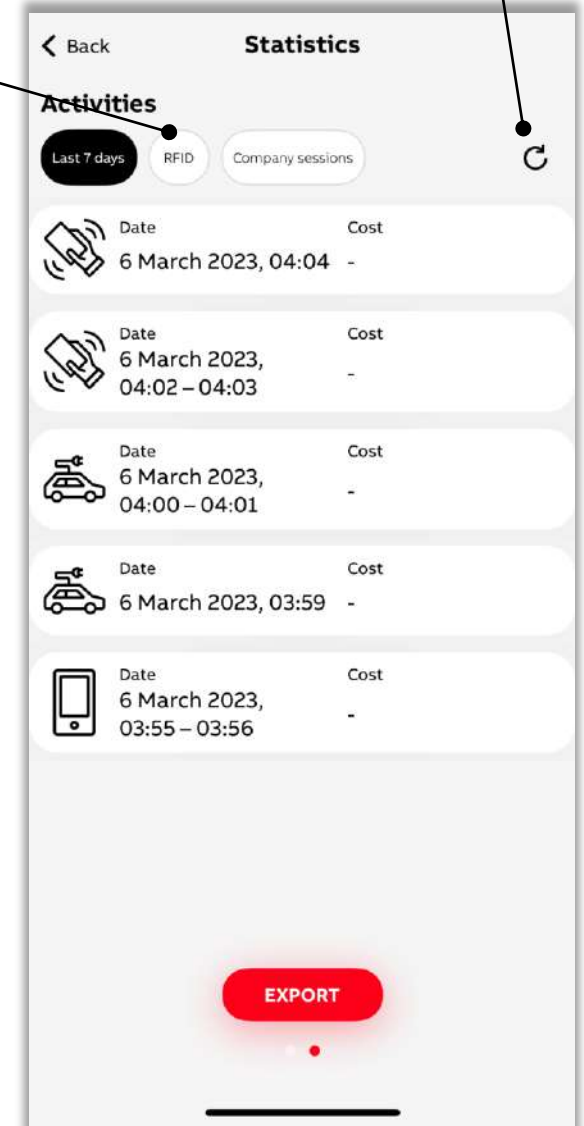 Back
Statistics
Activities
Last 7 days
RFID
Company sessions
Date
Cost
6 March 2023, 04:04
-
Date
Cost
6 March 2023,
04:02 – 04:03
-
Date
Cost
6 March 2023,
04:00 – 04:01
-
Date
Cost
6 March 2023, 03:59
-
Date
Cost
6 March 2023,
03:55 – 03:56
-
EXPORT